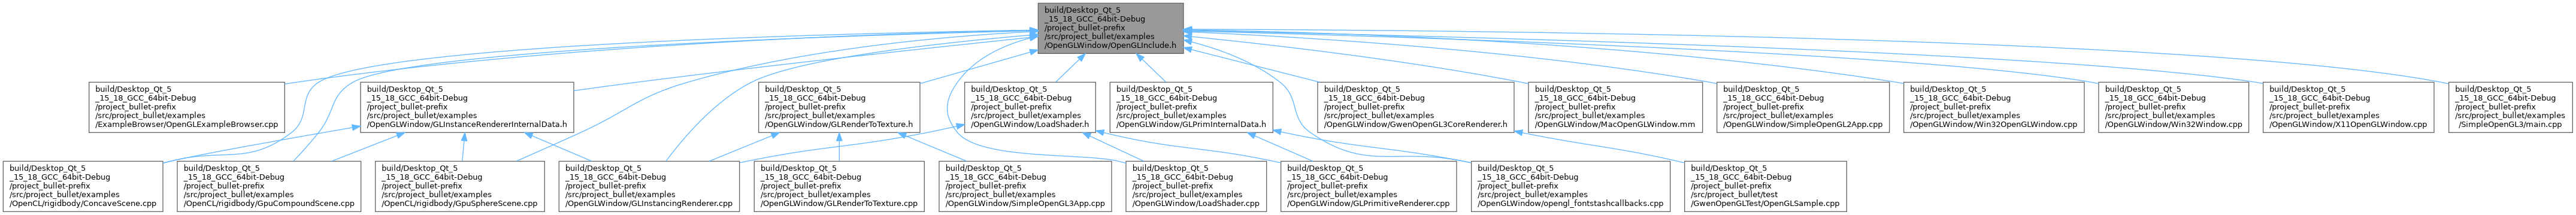 build/Desktop_Qt_5
_15_18_GCC_64bit-Debug
/project_bullet-prefix
/src/project_bullet/examples
/OpenGLWindow/OpenGLInclude.h
build/Desktop_Qt_5
_15_18_GCC_64bit-Debug
/project_bullet-prefix
/src/project_bullet/examples
/ExampleBrowser/OpenGLExampleBrowser.cpp
build/Desktop_Qt_5
_15_18_GCC_64bit-Debug
/project_bullet-prefix
/src/project_bullet/examples
/OpenGLWindow/GLInstanceRendererInternalData.h
build/Desktop_Qt_5
_15_18_GCC_64bit-Debug
/project_bullet-prefix
/src/project_bullet/examples
/OpenGLWindow/GLRenderToTexture.h
build/Desktop_Qt_5
_15_18_GCC_64bit-Debug
/project_bullet-prefix
/src/project_bullet/examples
/OpenGLWindow/LoadShader.h
build/Desktop_Qt_5
_15_18_GCC_64bit-Debug
/project_bullet-prefix
/src/project_bullet/examples
/OpenGLWindow/GLPrimInternalData.h
build/Desktop_Qt_5
_15_18_GCC_64bit-Debug
/project_bullet-prefix
/src/project_bullet/examples
/OpenGLWindow/GwenOpenGL3CoreRenderer.h
build/Desktop_Qt_5
_15_18_GCC_64bit-Debug
/project_bullet-prefix
/src/project_bullet/examples
/OpenGLWindow/MacOpenGLWindow.mm
build/Desktop_Qt_5
_15_18_GCC_64bit-Debug
/project_bullet-prefix
/src/project_bullet/examples
/OpenGLWindow/SimpleOpenGL2App.cpp
build/Desktop_Qt_5
_15_18_GCC_64bit-Debug
/project_bullet-prefix
/src/project_bullet/examples
/OpenGLWindow/Win32OpenGLWindow.cpp
build/Desktop_Qt_5
_15_18_GCC_64bit-Debug
/project_bullet-prefix
/src/project_bullet/examples
/OpenGLWindow/Win32Window.cpp
build/Desktop_Qt_5
_15_18_GCC_64bit-Debug
/project_bullet-prefix
/src/project_bullet/examples
/OpenGLWindow/X11OpenGLWindow.cpp
build/Desktop_Qt_5
_15_18_GCC_64bit-Debug
/project_bullet-prefix
/src/project_bullet/examples
/SimpleOpenGL3/main.cpp
build/Desktop_Qt_5
_15_18_GCC_64bit-Debug
/project_bullet-prefix
/src/project_bullet/examples
/OpenCL/rigidbody/ConcaveScene.cpp
build/Desktop_Qt_5
_15_18_GCC_64bit-Debug
/project_bullet-prefix
/src/project_bullet/examples
/OpenCL/rigidbody/GpuCompoundScene.cpp
build/Desktop_Qt_5
_15_18_GCC_64bit-Debug
/project_bullet-prefix
/src/project_bullet/examples
/OpenCL/rigidbody/GpuSphereScene.cpp
build/Desktop_Qt_5
_15_18_GCC_64bit-Debug
/project_bullet-prefix
/src/project_bullet/examples
/OpenGLWindow/GLInstancingRenderer.cpp
build/Desktop_Qt_5
_15_18_GCC_64bit-Debug
/project_bullet-prefix
/src/project_bullet/examples
/OpenGLWindow/GLRenderToTexture.cpp
build/Desktop_Qt_5
_15_18_GCC_64bit-Debug
/project_bullet-prefix
/src/project_bullet/examples
/OpenGLWindow/SimpleOpenGL3App.cpp
build/Desktop_Qt_5
_15_18_GCC_64bit-Debug
/project_bullet-prefix
/src/project_bullet/examples
/OpenGLWindow/LoadShader.cpp
build/Desktop_Qt_5
_15_18_GCC_64bit-Debug
/project_bullet-prefix
/src/project_bullet/examples
/OpenGLWindow/GLPrimitiveRenderer.cpp
build/Desktop_Qt_5
_15_18_GCC_64bit-Debug
/project_bullet-prefix
/src/project_bullet/examples
/OpenGLWindow/opengl_fontstashcallbacks.cpp
build/Desktop_Qt_5
_15_18_GCC_64bit-Debug
/project_bullet-prefix
/src/project_bullet/test
/GwenOpenGLTest/OpenGLSample.cpp